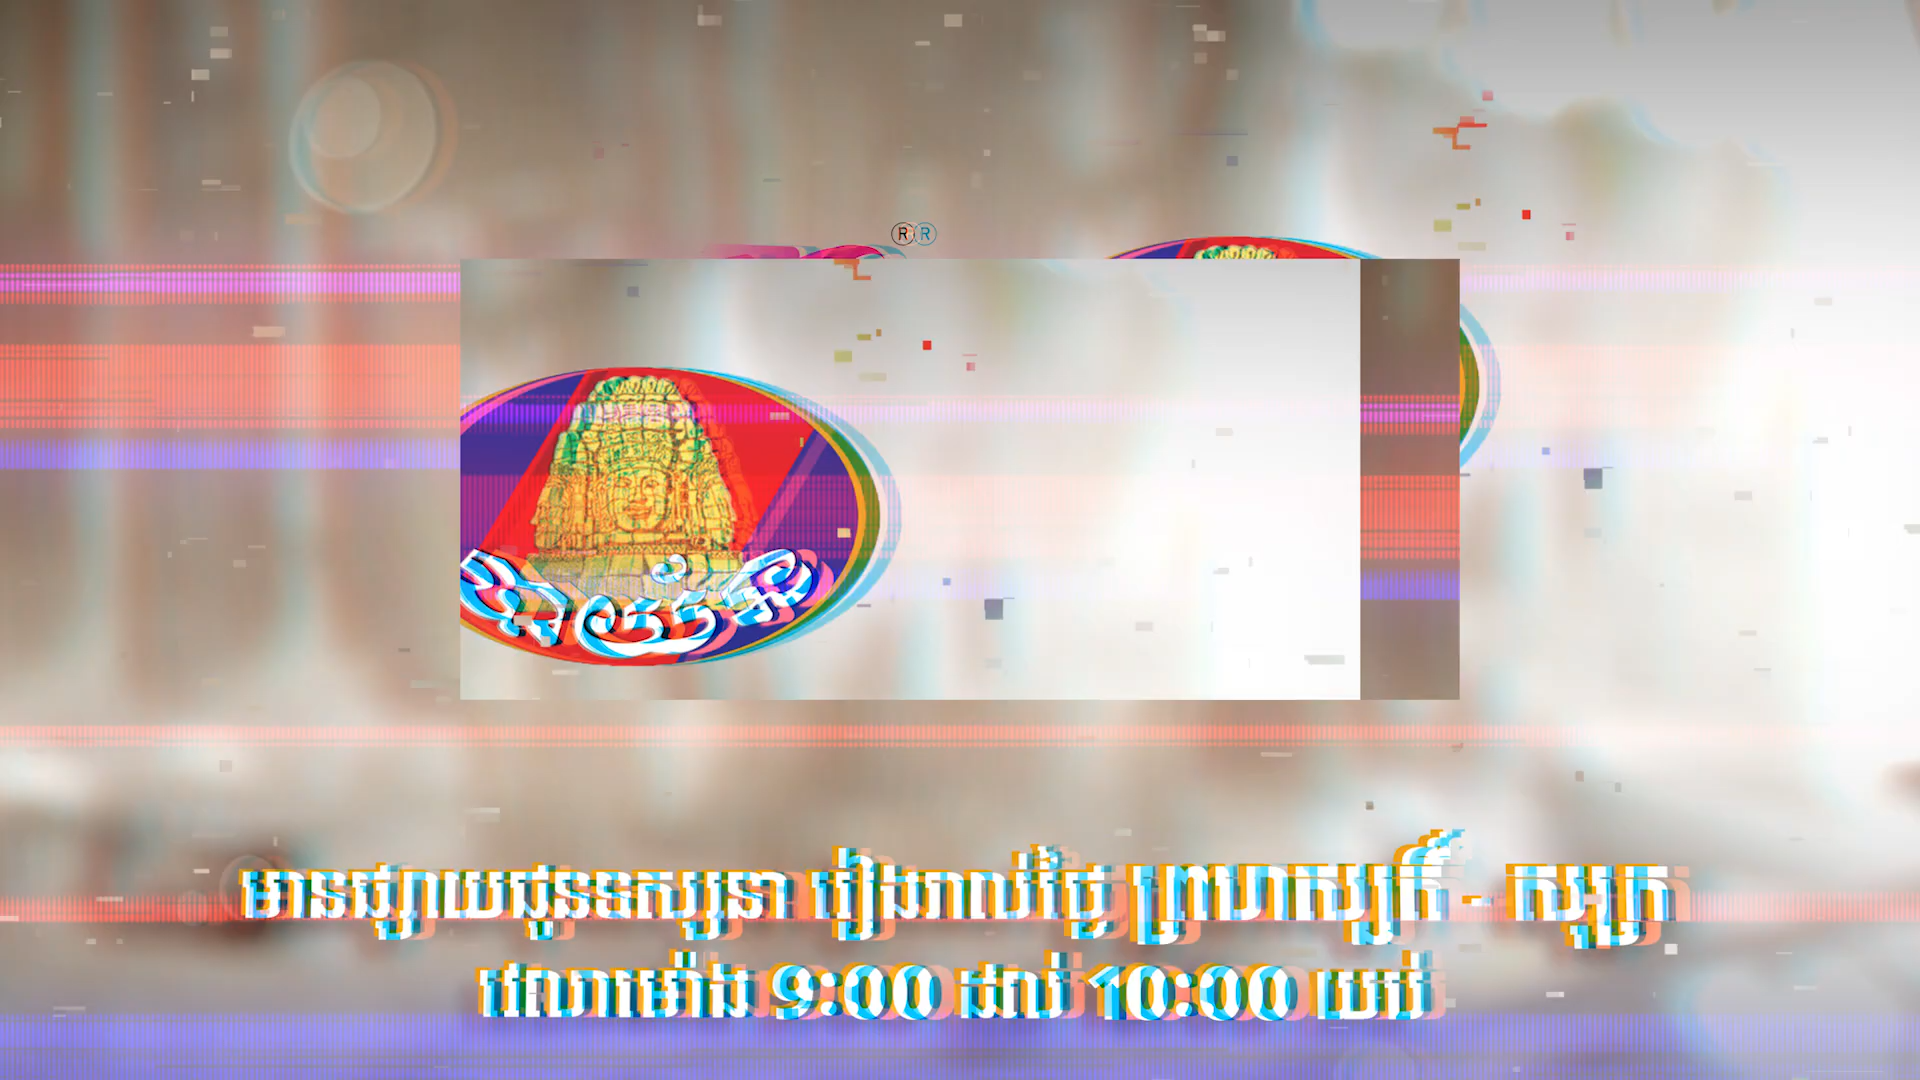 ® ®
មានផ្សាយជូនទស្សនា រៀងរាល់ថ្ងៃ ព្រហស្បតិ៍ - សុក្រ
វេលាម៉ោង 9:00 ដល់ 10:00 យប់